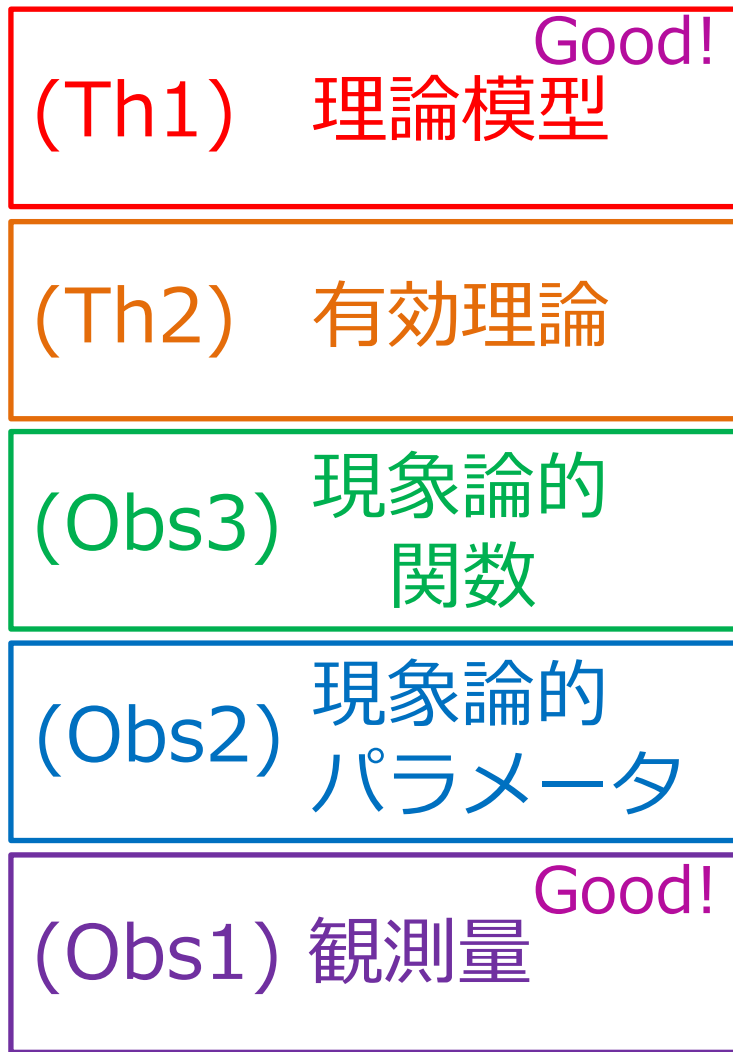 Good!
(Th1) 理論模型
(Th2) 有効理論
(Obs3) 現象論的
関数
(Obs2) 現象論的
パラメータ
Good!
(Obs1) 観測量